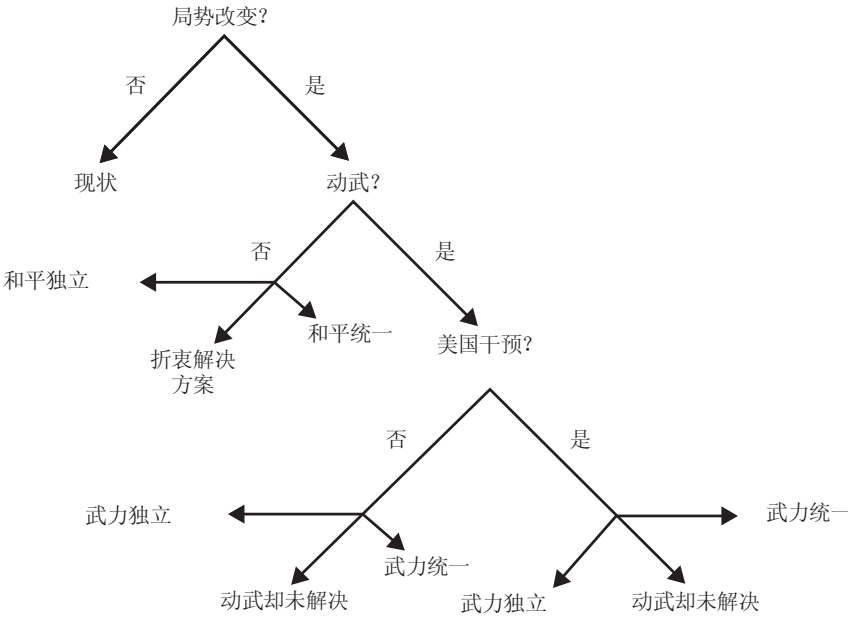 局势改变？
否
是
现状
动武？
否
是
和平独立
和平统一
折衷解决
方案
美国干预？
否
是
武力独立
武力统一
武力统一
动武却未解决
武力独立
动武却未解决